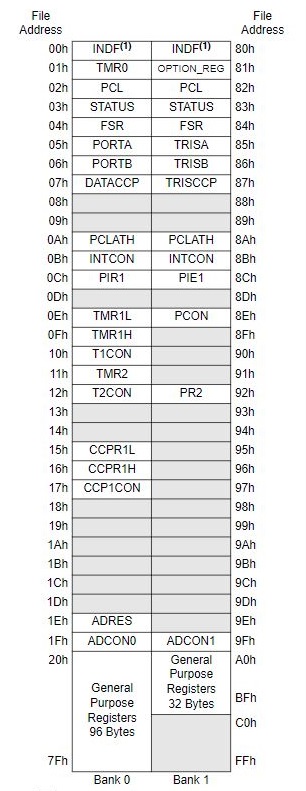 File Address File Address
00h INDF(1) INDF(1) 80h
01h TMR0 OPTION_REG 81h
02h PCL PCL 82h
03h STATUS STATUS 83h
04h FSR FSR 84h
05h PORTA TRISA 85h
06h PORTB TRISB 86h
07h DATACCP TRISCCP 87h
08h 88h
09h 89h
0Ah PCLATH PCLATH 8Ah
0Bh INTCON INTCON 8Bh
0Ch PIR1 PIE1 8Ch
0Dh 8Dh
0Eh TMR1L PCON 8Eh
0Fh TMR1H 8Fh
10h T1CON 90h
11h TMR2 91h
12h T2CON PR2 92h
13h 93h
14h 94h
15h CCPR1L 95h
16h CCPR1H 96h
17h CCP1CON 97h
18h 98h
19h 99h
1Ah 9Ah
1Bh 9Bh
1Ch 9Ch
1Dh 9Dh
1Eh ADRES 9Eh
1Fh ADCON0 ADCON1 9Fh
20h General A0h
Purpose
General Registers
Purpose 32 Bytes BFh
Registers
96 Bytes C0h
7Fh FFh
Bank 0 Bank 1